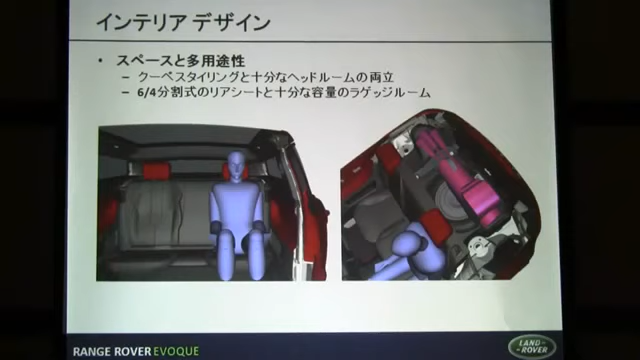 インテリア デザイン
• スペースと多用途性
– クーペスタイリングと十分なヘッドルームの両立
– 6/4分割式のリアシートと十分な容量のラゲッジルーム
RANGE ROVER EVOQUE
LAND ROVER